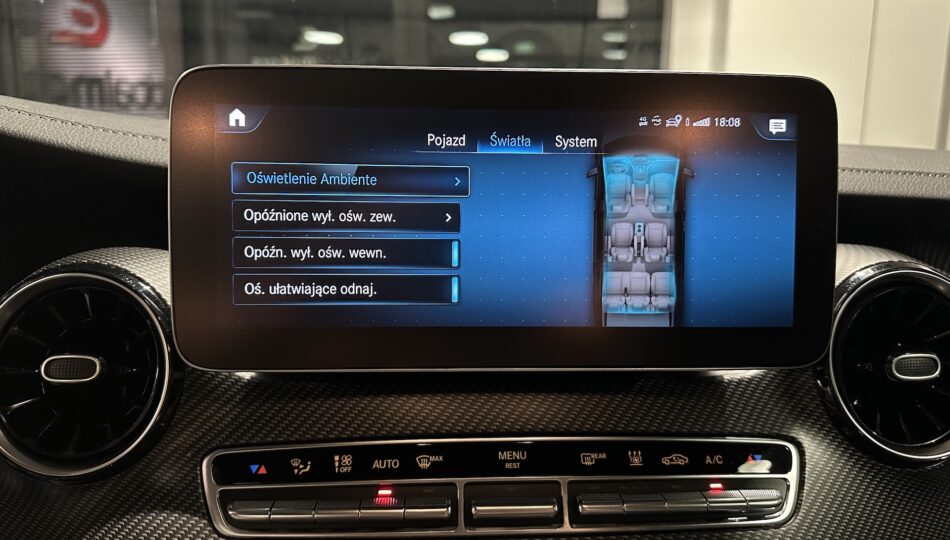 4G 18:08
Pojazd Światła System
Oświetlenie Ambiente
Opóźnione wył. ośw. zew.
Opóźn. wył. ośw. wewn.
Oś. ułatwiające odnaj.
OFF AUTO MAX MENU REST REAR A/C